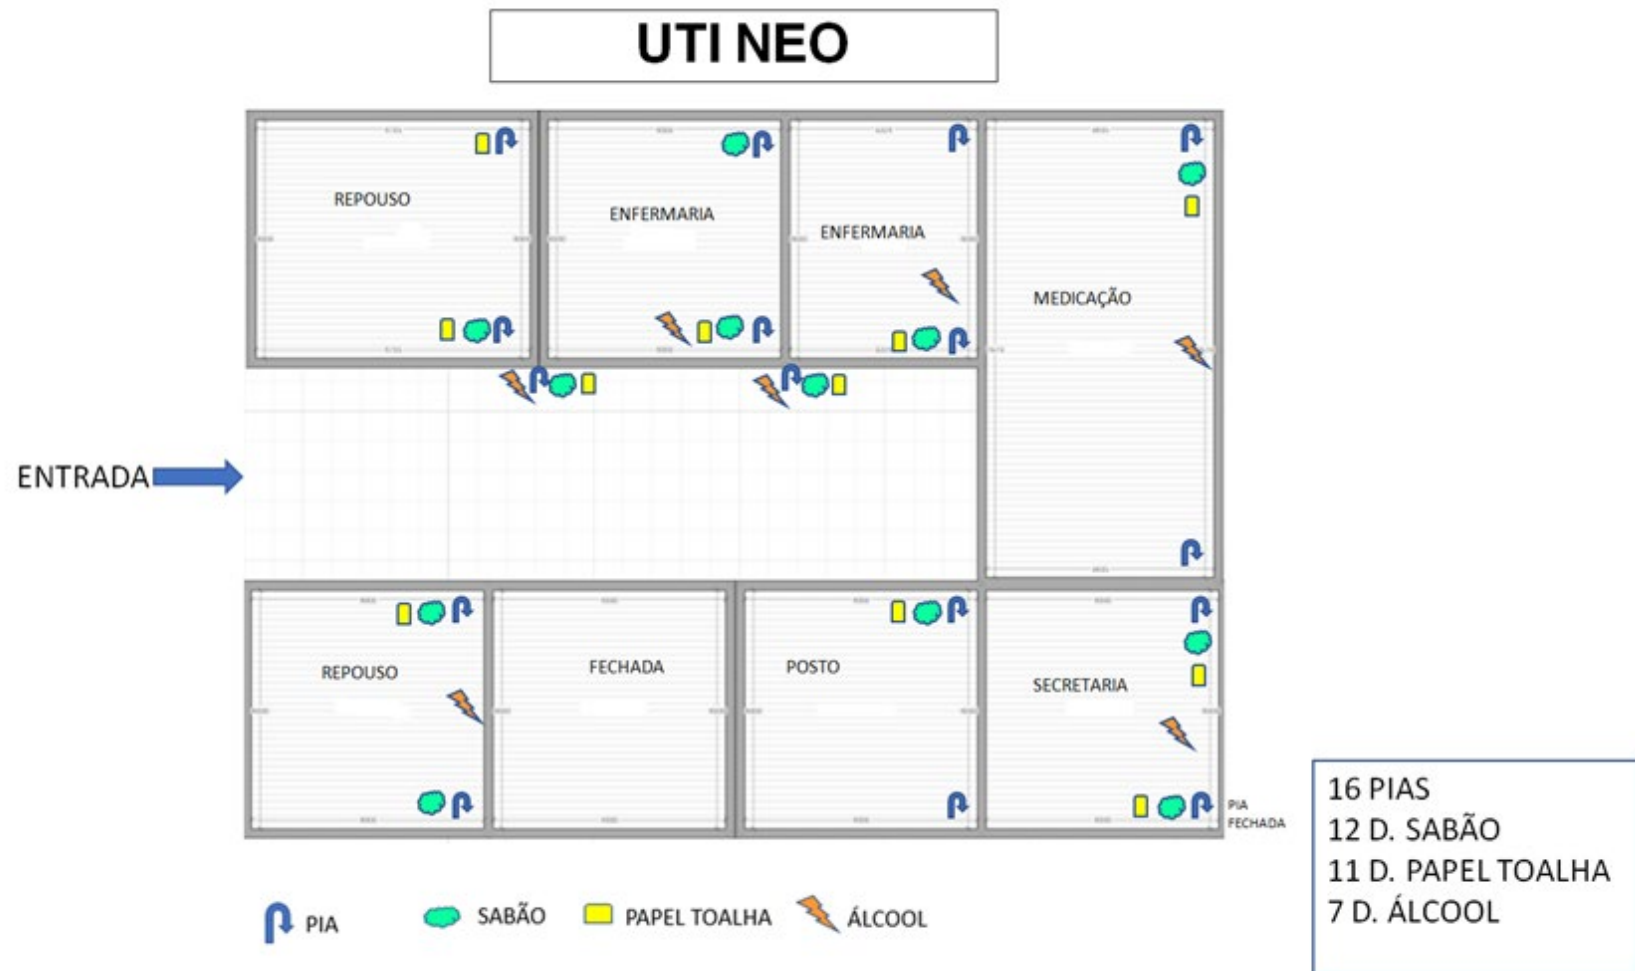 UTI NEO
REPOUSO
ENFERMARIA
ENFERMARIA
MEDICAÇÃO
ENTRADA
REPOUSO
FECHADA
POSTO
SECRETARIA
PIA
FECHADA
PIA
SABÃO
PAPEL TOALHA
ÁLCOOL
16 PIAS
12 D. SABÃO
11 D. PAPEL TOALHA
7 D. ÁLCOOL